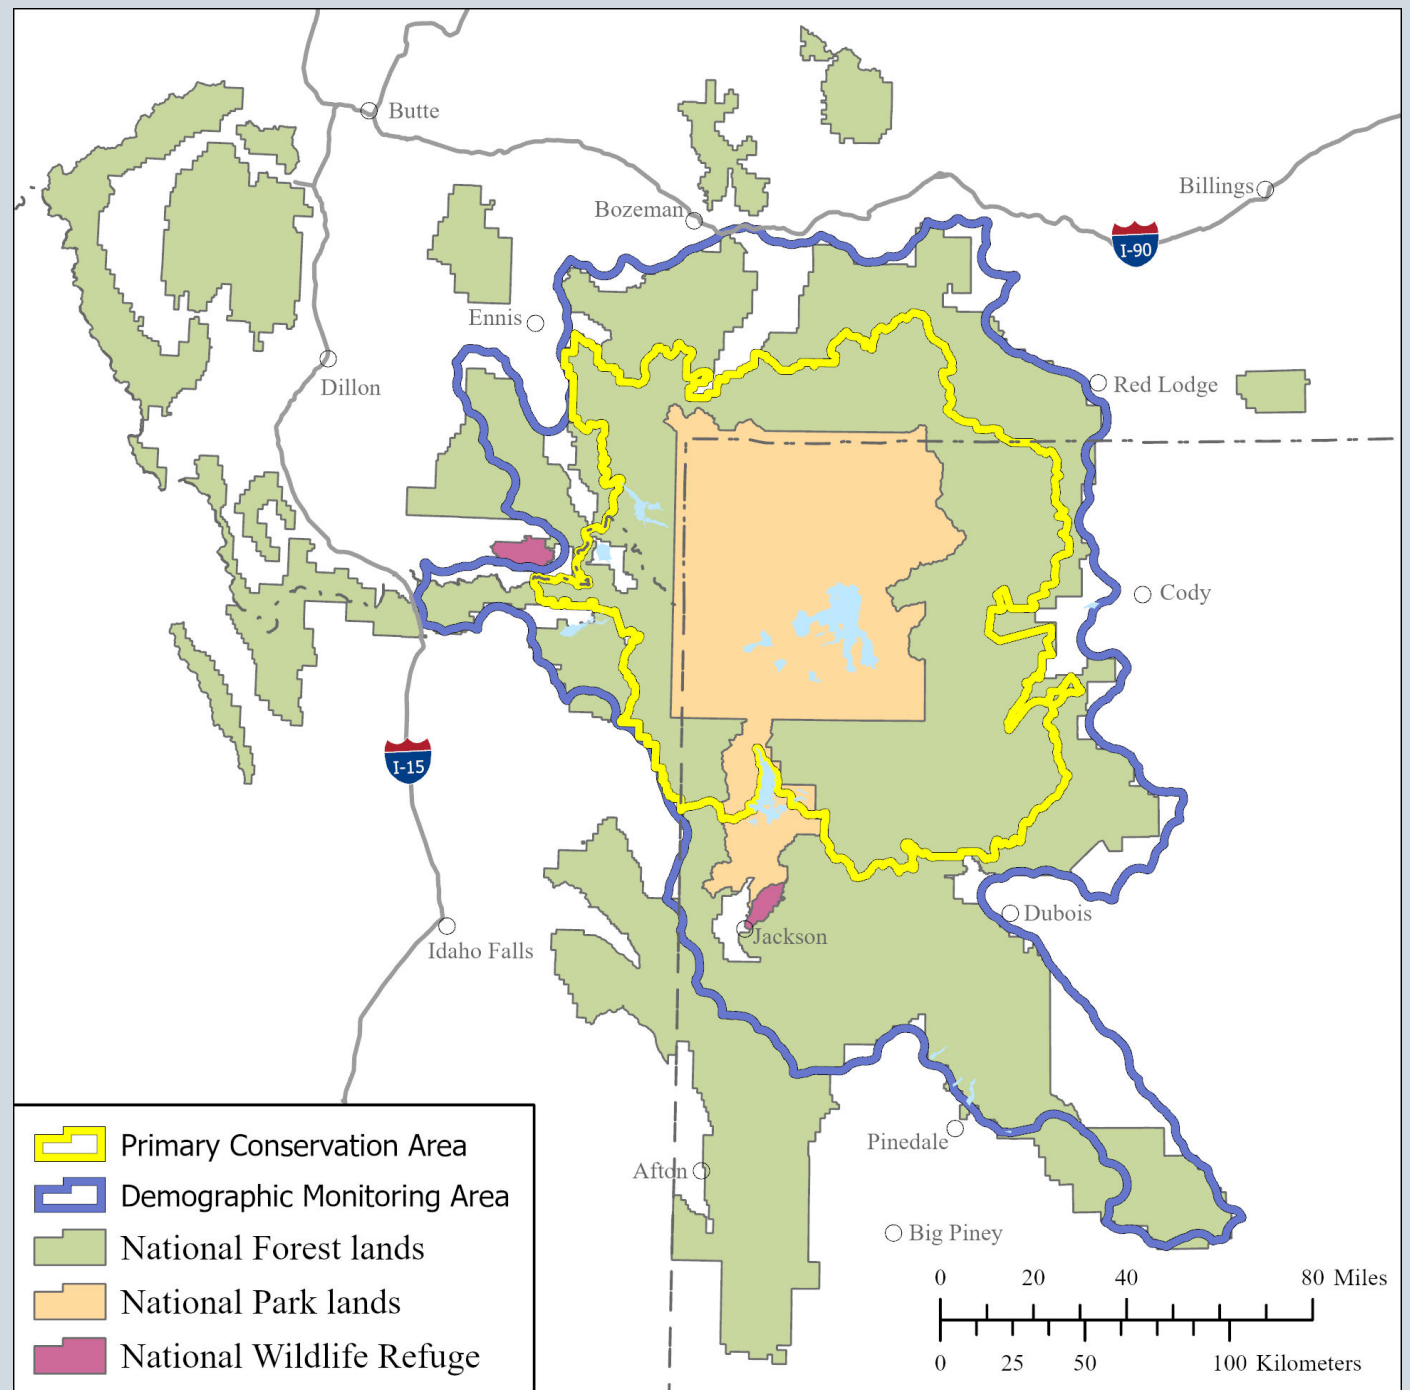 Butte
Billings
Bozeman
I-90
Ennis
Dillon
Red Lodge
Cody
I-15
Dubois
Jackson
Idaho Falls
Pinedale
Afton
Big Piney
Primary Conservation Area
Demographic Monitoring Area
National Forest lands
National Park lands
National Wildlife Refuge
0 20 40 80 Miles
0 25 50 100 Kilometers